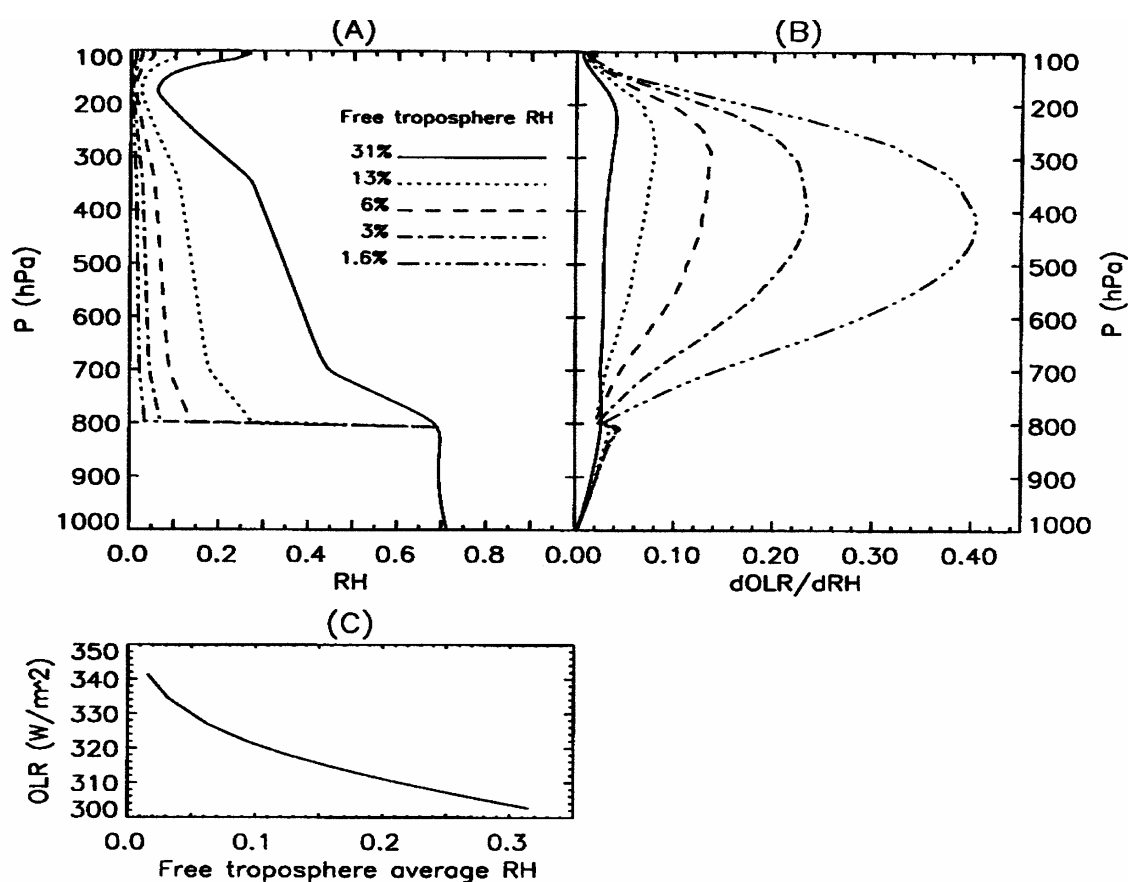 (A)
(B)
100
200
300
400
500
600
700
800
900
1000
P (hPa)
Free troposphere RH
31%
13%
6%
3%
1.6%
100
200
300
400
500
600
700
800
900
1000
P (hPa)
0.0 0.2 0.4 0.6 0.8 0.00 0.10 0.20 0.30 0.40
RH
dOLR/dRH
(C)
350
340
330
320
310
300
OLR (W/m^2)
0.0 0.1 0.2 0.3
Free troposphere average RH